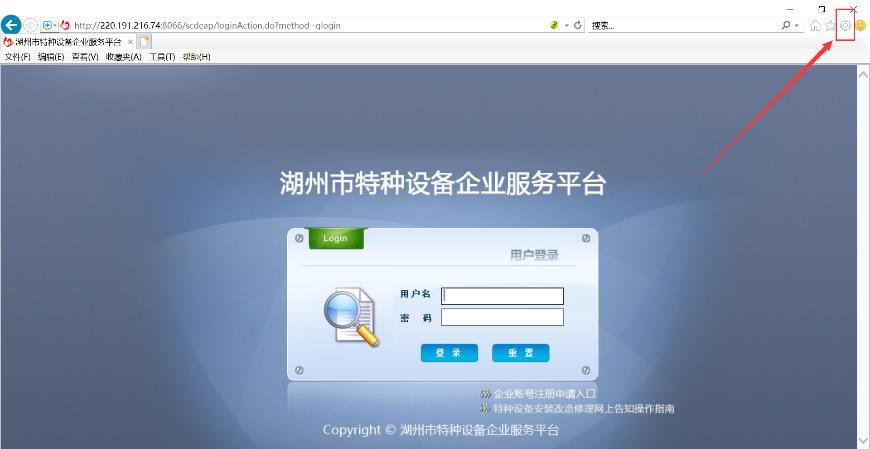 http://220.191.216.74:8066/scdeap/loginAction.do?method=qlogin
搜索...
湖州市特种设备企业服务平台
文件(F) 编辑(E) 查看(V) 收藏夹(A) 工具(T) 帮助(H)
湖州市特种设备企业服务平台
Login
用户登录
用户名
密 码
登 录 重 置
企业账号注册申请入口
特种设备安装改造修理网上告知操作指南
Copyright © 湖州市特种设备企业服务平台